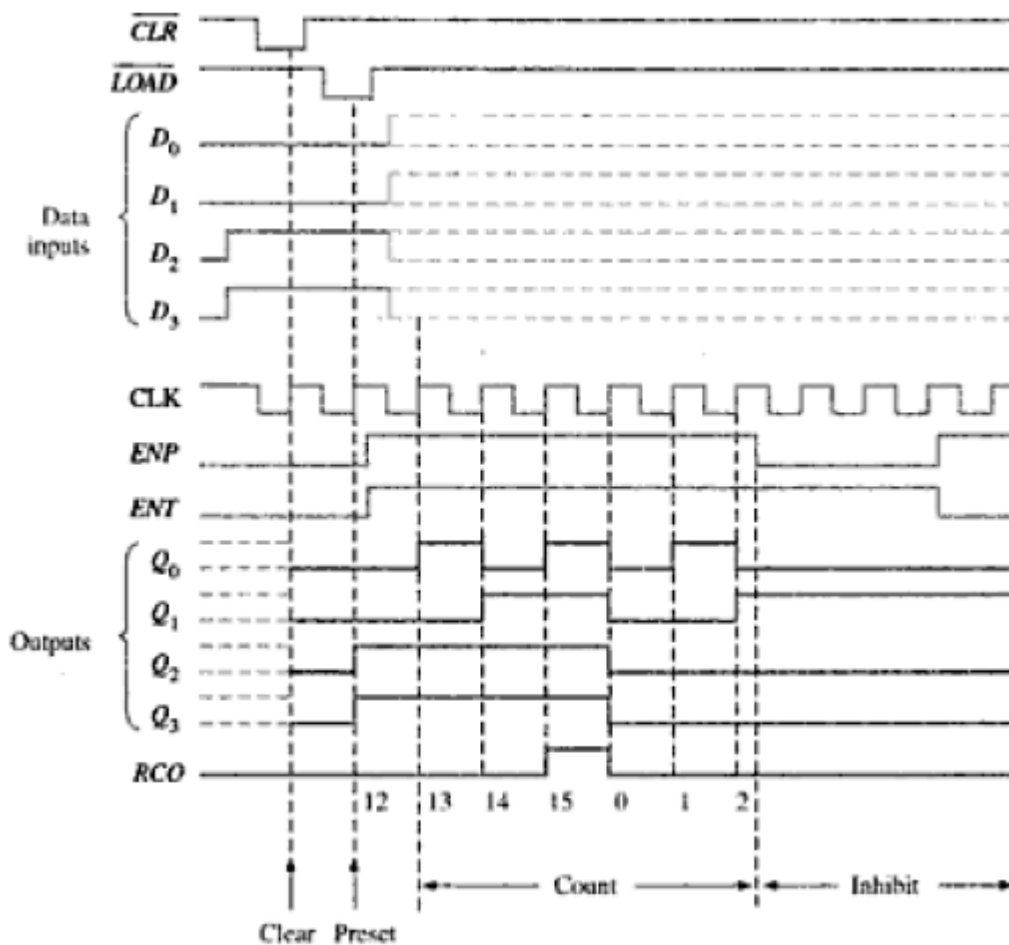 CLR
LOAD
D0
D1
Data
inputs
D2
D3
CLK
ENP
ENT
Q0
Q1
Outputs
Q2
Q3
RCO
12 13 14 15 0 1 2
Count Inhibit
Clear Preset